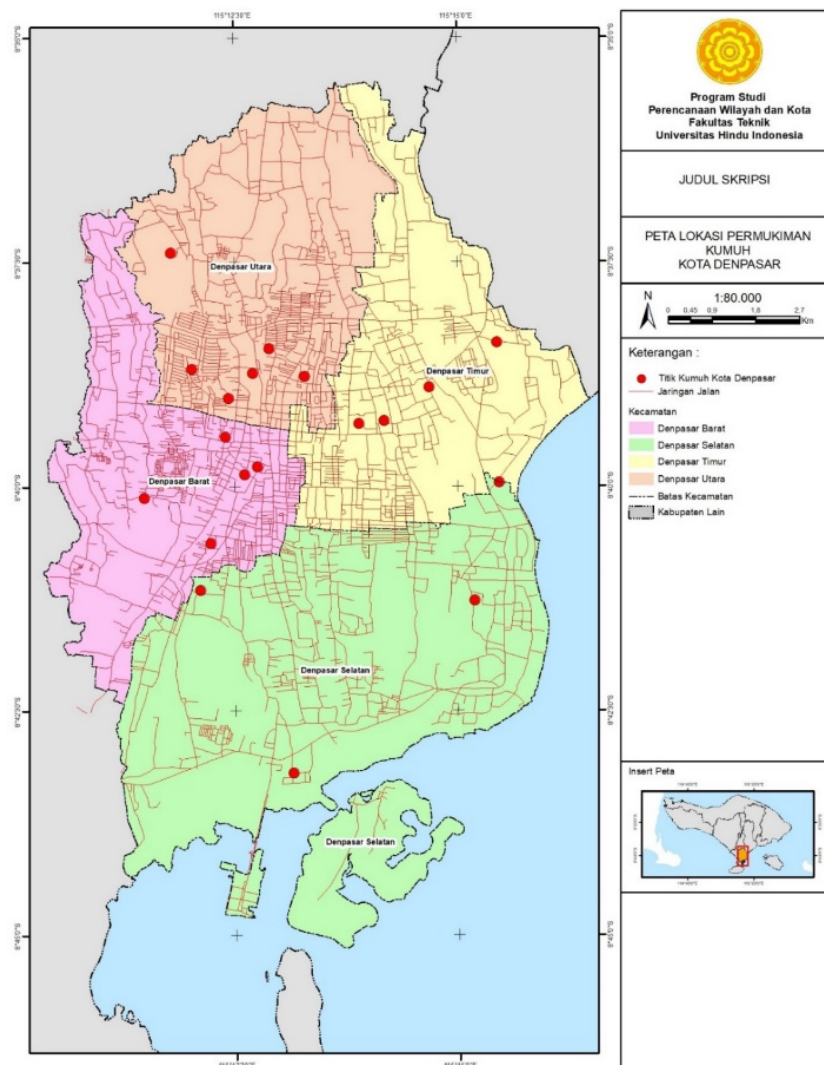 115°12'30"E
115°15'0"E
Denpasar Utara
Denpasar Timur
Denpasar Barat
Denpasar Selatan
Denpasar Selatan
Program Studi
Perencanaan Wilayah dan Kota
Fakultas Teknik
Universitas Hindu Indonesia
JUDUL SKRIPSI
PETA LOKASI PERMUKIMAN
KUMUH
KOTA DENPASAR
N
1:80.000
0 0,45 0,9 1,8 2,7
Km
Keterangan :
Titik Kumuh Kota Denpasar
Jaringan Jalan
Kecamatan
Denpasar Barat
Denpasar Selatan
Denpasar Timur
Denpasar Utara
Batas Kecamatan
Kabupaten Lain
Insert Peta